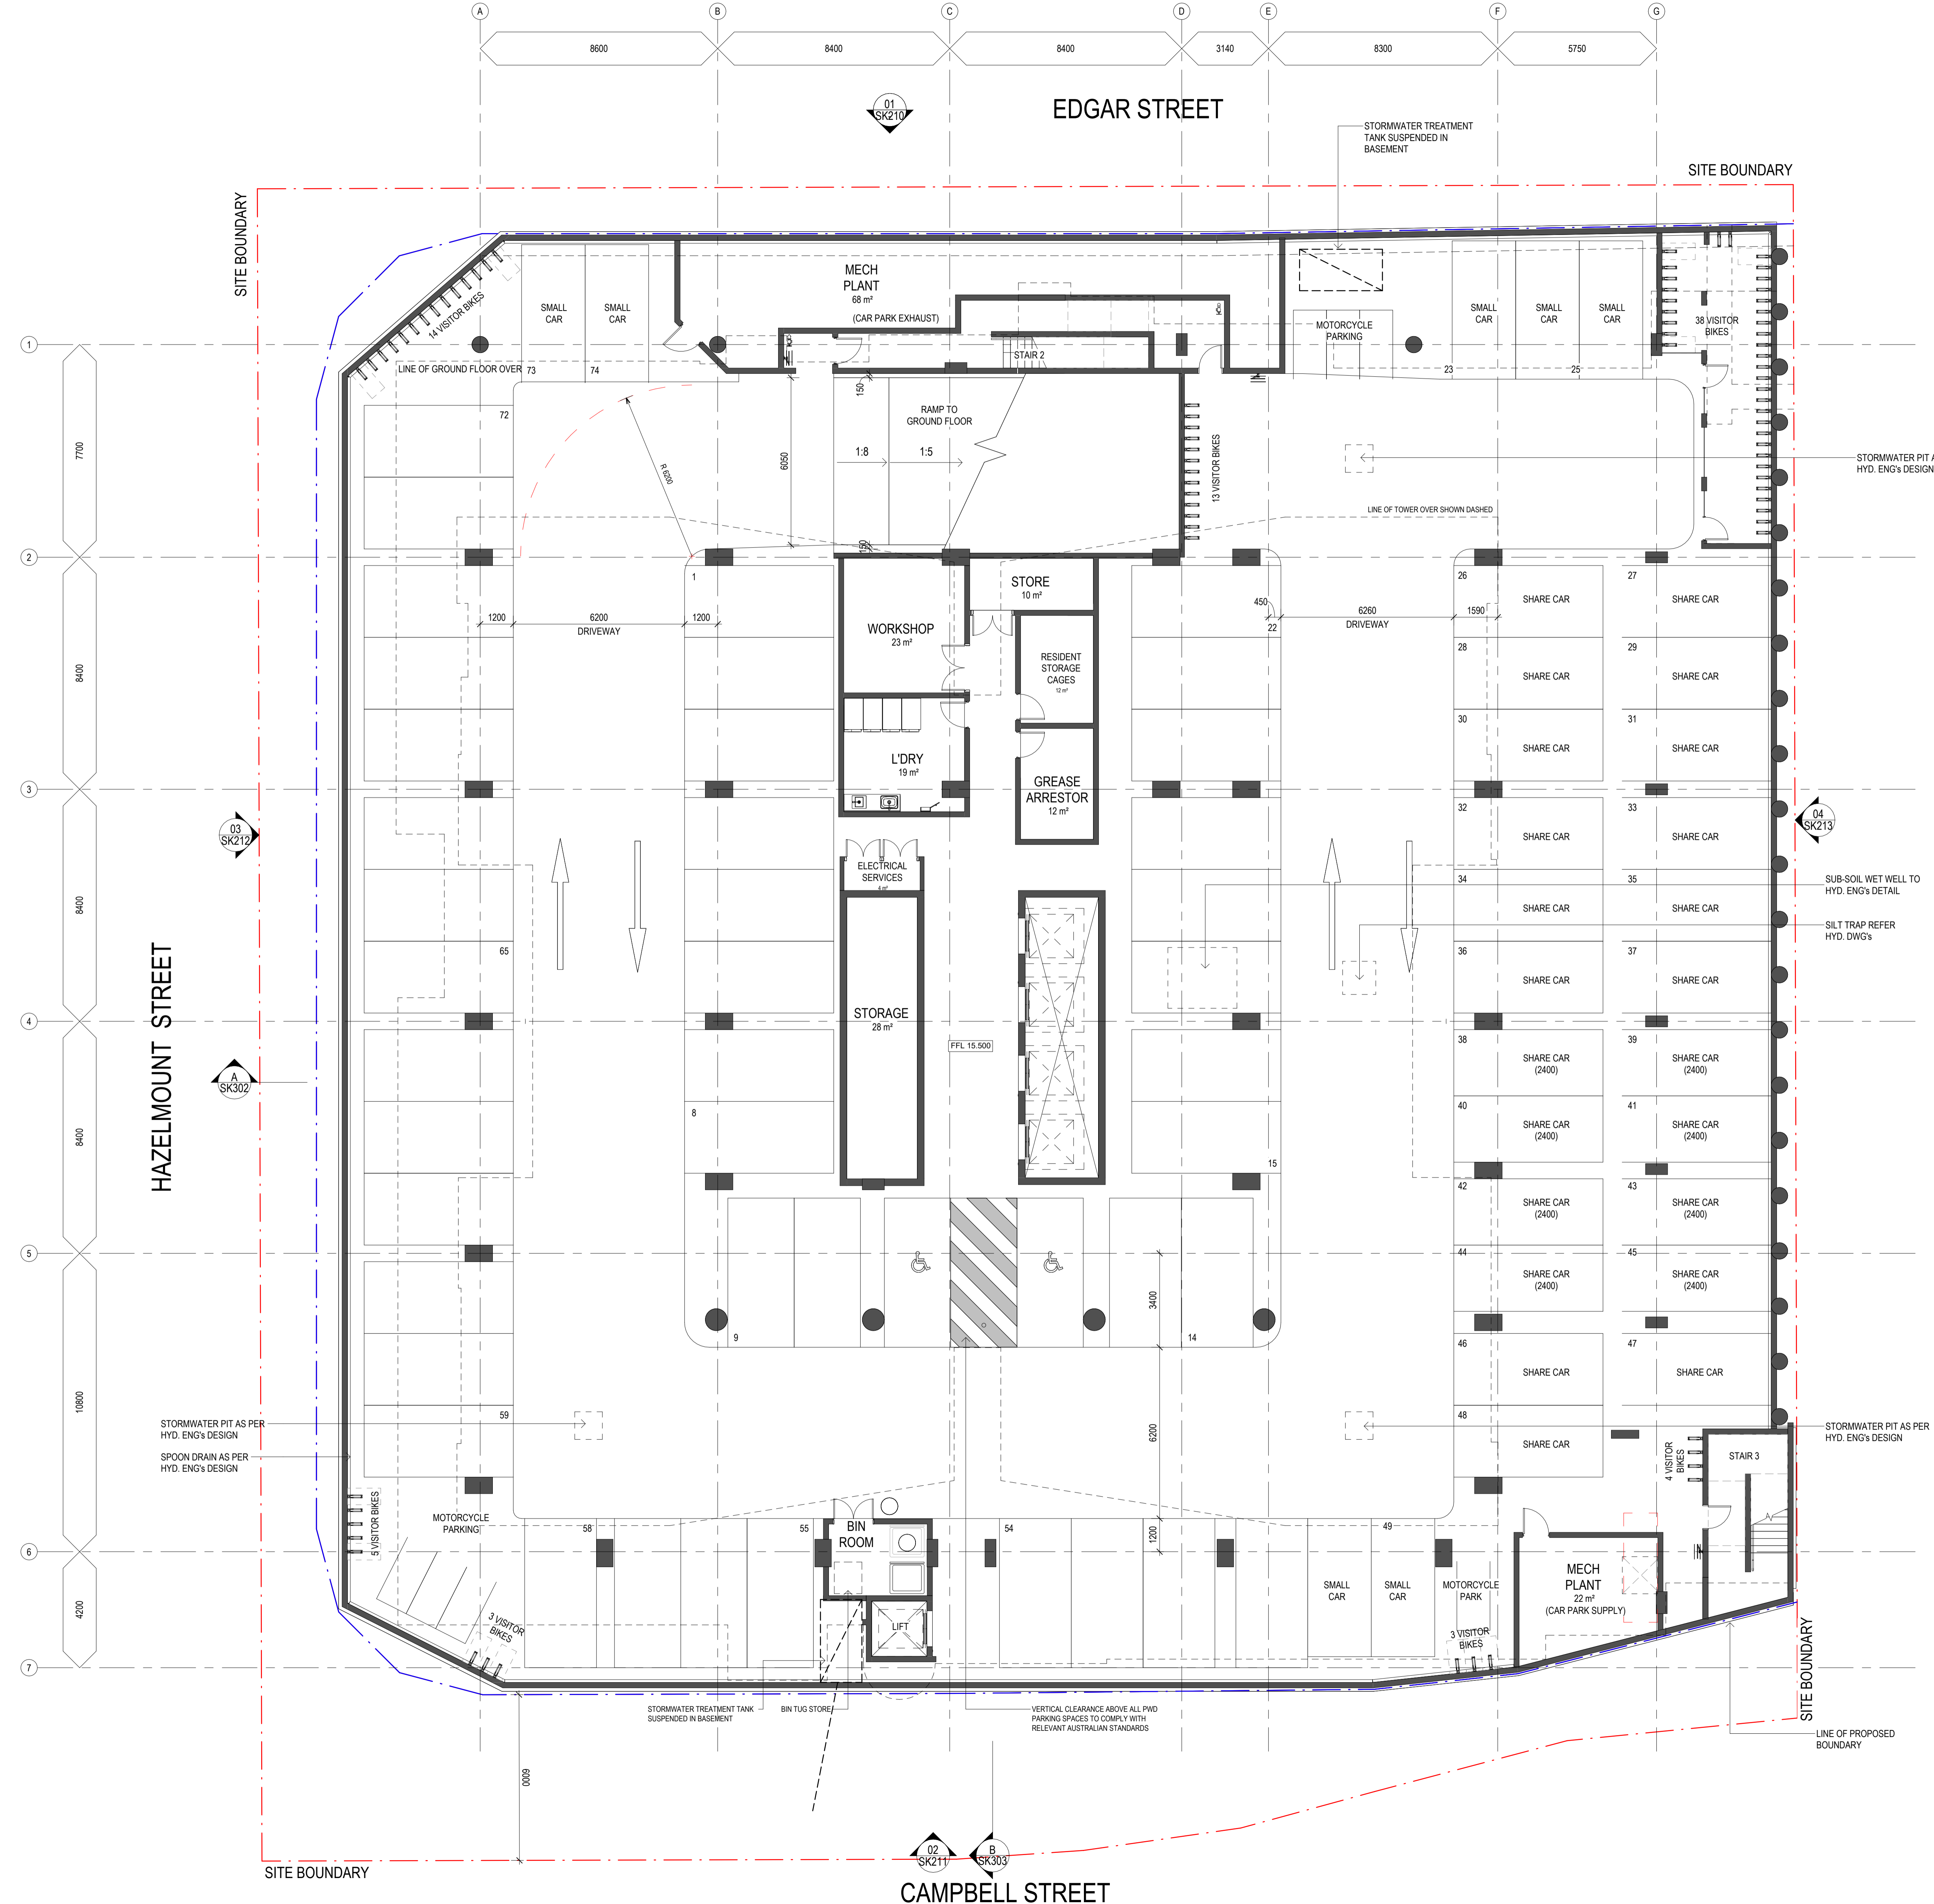 A
B
C
D
E
F
G
8600
8400
8400
3140
8300
5750
01
SK210
EDGAR STREET
STORMWATER TREATMENT
TANK SUSPENDED IN
BASEMENT
SITE BOUNDARY
SITE BOUNDARY
MECH
PLANT
68 m²
(CAR PARK EXHAUST)
14 VISITOR BIKES
SMALL
CAR
SMALL
CAR
MOTORCYCLE
PARKING
SMALL
CAR
SMALL
CAR
SMALL
CAR
38 VISITOR
BIKES
1
STAIR 2
LINE OF GROUND FLOOR OVER
73
74
23
25
72
150
RAMP TO
GROUND FLOOR
1:8
1:5
6050
R 6200
13 VISITOR BIKES
7700
STORMWATER PIT A
HYD. ENG's DESIGN
LINE OF TOWER OVER SHOWN DASHED
150
2
1
STORE
10 m²
26
27
SHARE CAR
SHARE CAR
1200
6200
1200
DRIVEWAY
WORKSHOP
23 m²
450
22
6260
1590
DRIVEWAY
28
29
8400
RESIDENT
STORAGE
CAGES
12 m²
SHARE CAR
SHARE CAR
30
31
SHARE CAR
SHARE CAR
L'DRY
19 m²
GREASE
ARRESTOR
12 m²
3
32
33
03
SK212
04
SK213
SHARE CAR
SHARE CAR
ELECTRICAL
SERVICES
4 m²
34
35
SUB-SOIL WET WELL TO
HYD. ENG's DETAIL
8400
SHARE CAR
SHARE CAR
SILT TRAP REFER
HYD. DWG's
65
36
37
SHARE CAR
SHARE CAR
STORAGE
28 m²
4
FFL 15.500
38
39
SHARE CAR
(2400)
SHARE CAR
(2400)
HAZELMOUNT STREET
A
SK302
8
40
41
SHARE CAR
(2400)
SHARE CAR
(2400)
8400
15
42
43
SHARE CAR
(2400)
SHARE CAR
(2400)
5
44
45
SHARE CAR
(2400)
SHARE CAR
(2400)
3400
9
14
46
47
SHARE CAR
SHARE CAR
10800
59
48
STORMWATER PIT AS PER
HYD. ENG's DESIGN
6200
SHARE CAR
STORMWATER PIT AS PER
HYD. ENG's DESIGN
SPOON DRAIN AS PER
HYD. ENG's DESIGN
4 VISITOR
BIKES
STAIR 3
5 VISITOR BIKES
MOTORCYCLE
PARKING
58
55
BIN
ROOM
54
1200
49
6
SMALL
CAR
SMALL
CAR
MOTORCYCLE
PARK
MECH
PLANT
22 m²
(CAR PARK SUPPLY)
4200
3 VISITOR
BIKES
LIFT
3 VISITOR
BIKES
7
SITE BOUNDARY
STORMWATER TREATMENT TANK
SUSPENDED IN BASEMENT
BIN TUG STORE
VERTICAL CLEARANCE ABOVE ALL PWD
PARKING SPACES TO COMPLY WITH
RELEVANT AUSTRALIAN STANDARDS
LINE OF PROPOSED
BOUNDARY
6000
02
SK211
B
SK303
SITE BOUNDARY
CAMPBELL STREET